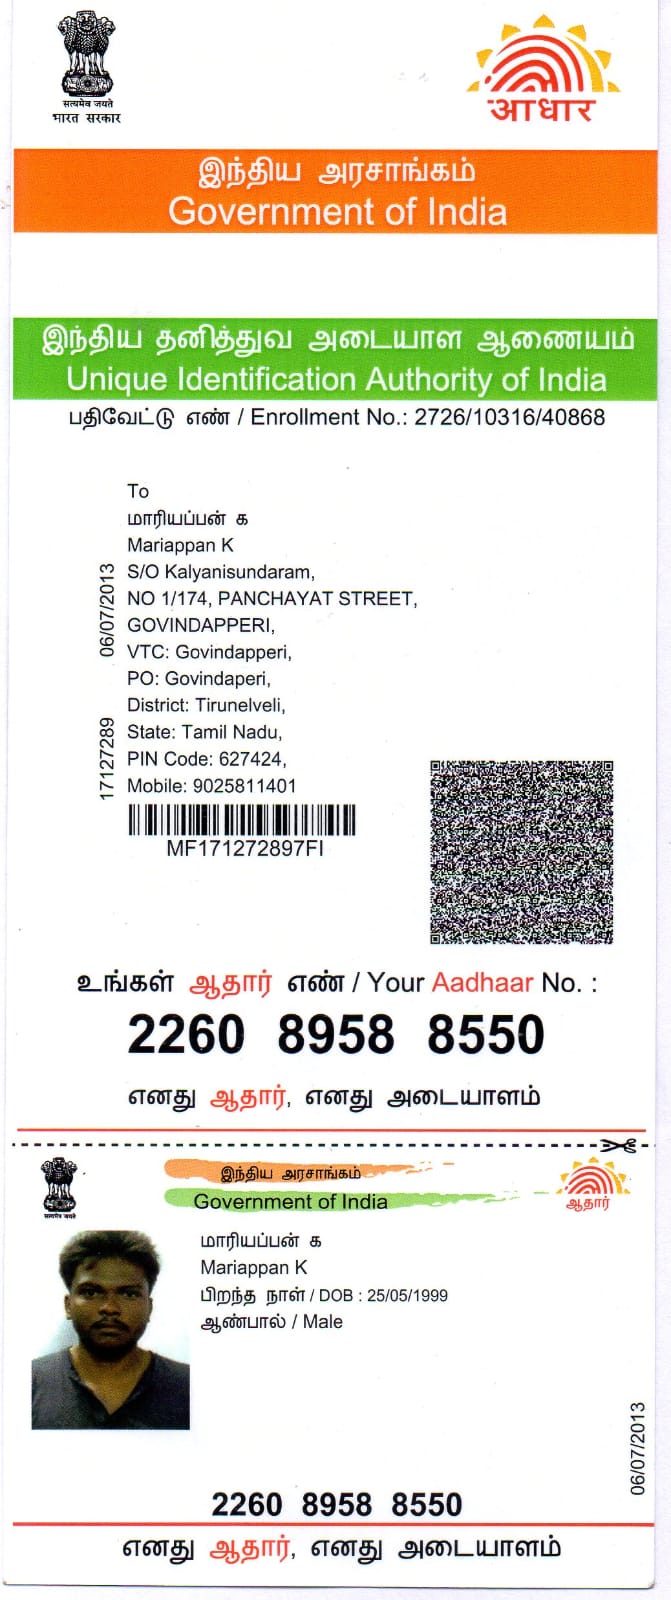 सत्यमेव जयते
भारत सरकार
आधार
இந்திய அரசாங்கம்
Government of India
இந்திய தனித்துவ அடையாள ஆணையம்
Unique Identification Authority of India
பதிவேட்டு எண் / Enrollment No.: 2726/10316/40868
To
மாரியப்பன் க
Mariappan K
S/O Kalyanisundaram,
NO 1/174, PANCHAYAT STREET,
GOVINDAPPERI,
VTC: Govindapperi,
PO: Govindaperi,
District: Tirunelveli,
State: Tamil Nadu,
PIN Code: 627424,
Mobile: 9025811401
06/07/2013
17127289
MF171272897FI
உங்கள் ஆதார் எண் / Your Aadhaar No. :
2260 8958 8550
எனது ஆதார், எனது அடையாளம்
இந்திய அரசாங்கம்
Government of India
ஆதார்
மாரியப்பன் க
Mariappan K
பிறந்த நாள் / DOB : 25/05/1999
ஆண்பால் / Male
06/07/2013
2260 8958 8550
எனது ஆதார், எனது அடையாளம்